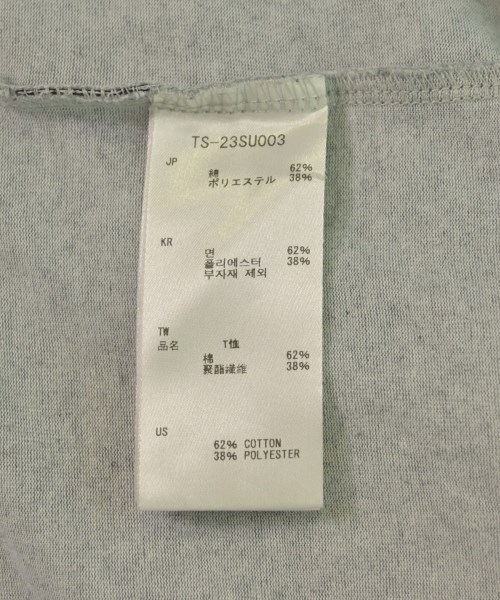 TS-23SU003
JP
綿 62%
ポリエステル 38%
KR
면 62%
폴리에스터 38%
부자재 제외
TW
品名 T恤
棉 62%
聚酯纖維 38%
US
62% COTTON
38% POLYESTER